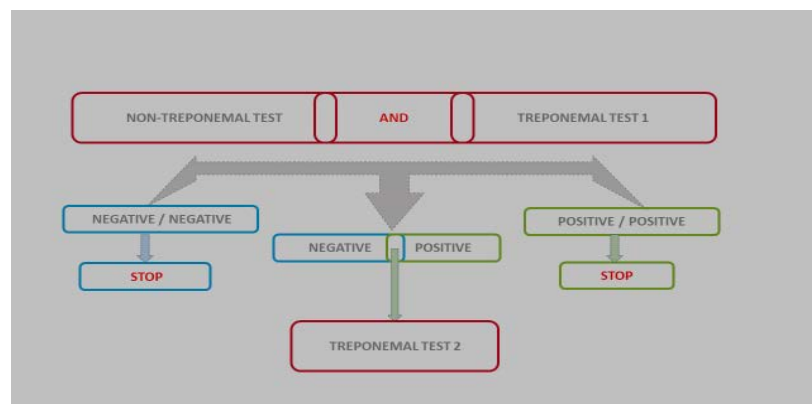 NON-TREPONEMAL TEST AND TREPONEMAL TEST 1
NEGATIVE / NEGATIVE
POSITIVE / POSITIVE
NEGATIVE POSITIVE
STOP
STOP
TREPONEMAL TEST 2